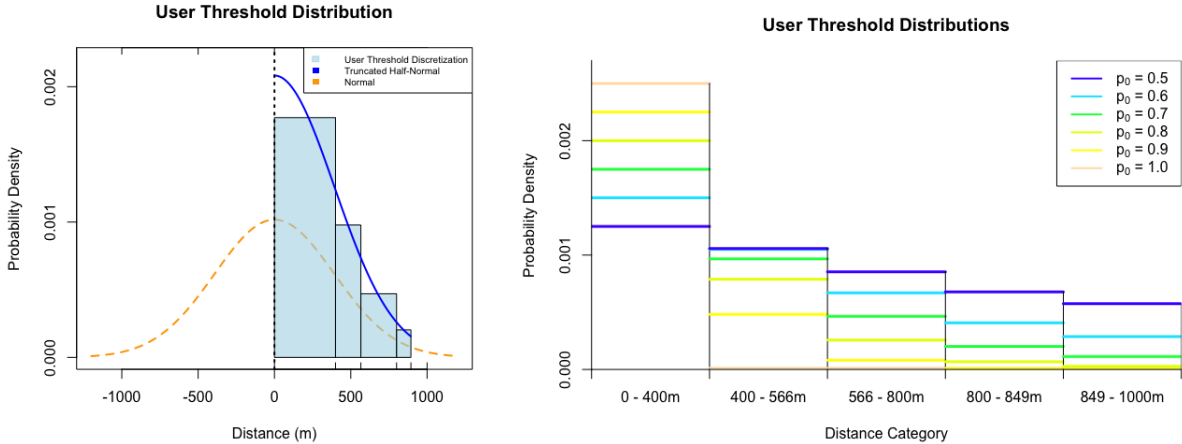 User Threshold Distribution
User Threshold Discretization
Truncated Half-Normal
Normal
Probability Density
0.002
0.001
0.000
-1000 -500 0 500 1000
Distance (m)
User Threshold Distributions
p0 = 0.5
p0 = 0.6
p0 = 0.7
p0 = 0.8
p0 = 0.9
p0 = 1.0
Probability Density
0.002
0.001
0.000
0 - 400m 400 - 566m 566 - 800m 800 - 849m 849 - 1000m
Distance Category